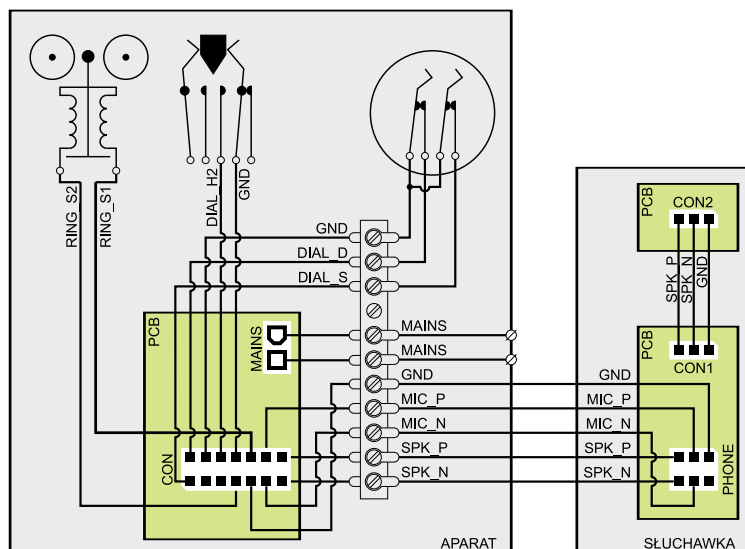 RING_S2
RING_S1
DIAL_H2
GND
GND
DIAL_D
DIAL_S
PCB
MAINS
CON
MAINS
MAINS
GND
MIC_P
MIC_N
SPK_P
SPK_N
APARAT
PCB
CON2
SPK_P
SPK_N
GND
PCB
CON1
GND
MIC_P
MIC_N
SPK_P
SPK_N
PHONE
SŁUCHAWKA